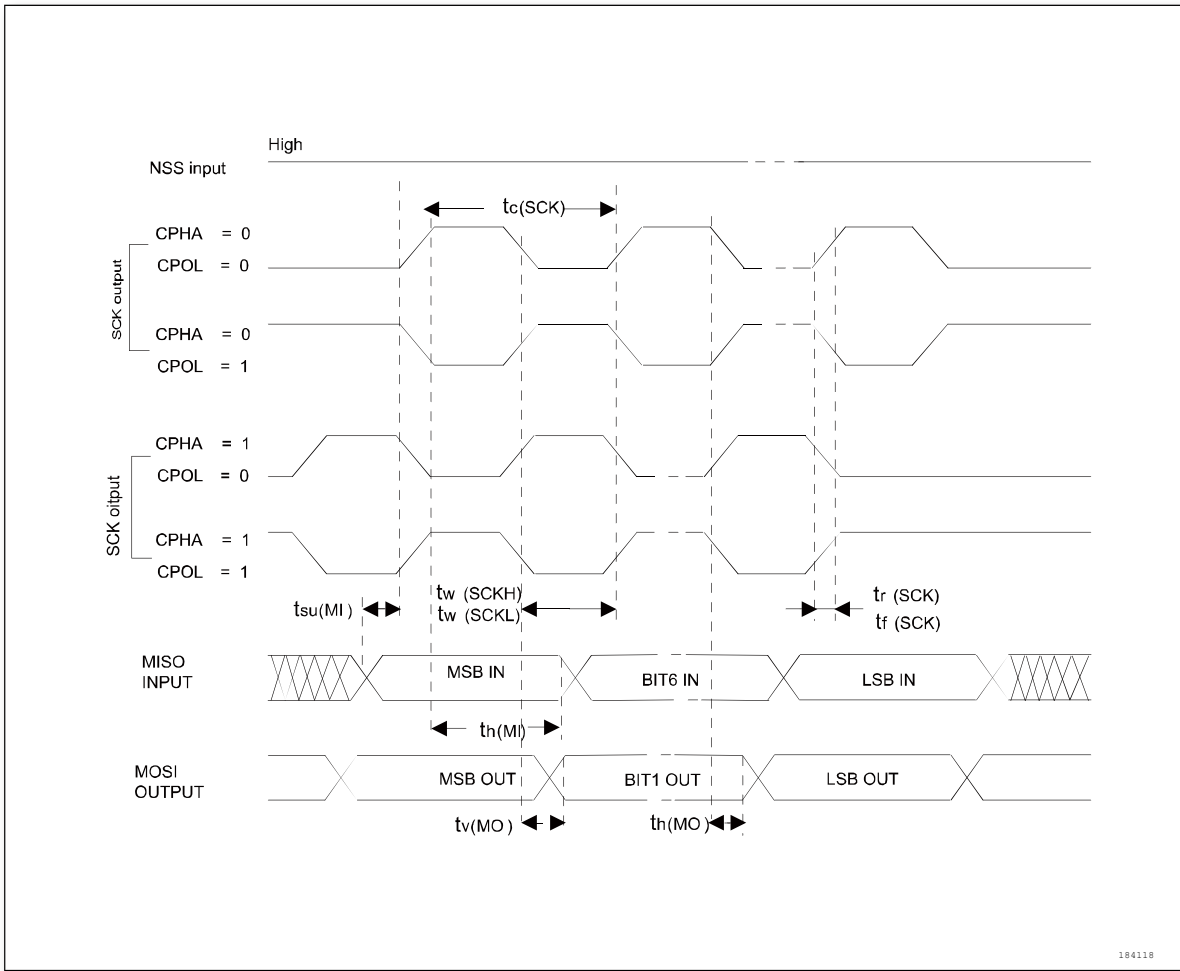 High
NSS input
tc(SCK)
CPHA = 0
CPOL = 0
SCK output
CPHA = 0
CPOL = 1
CPHA = 1
CPOL = 0
SCK oitput
CPHA = 1
CPOL = 1
tsu(MI)
tw (SCKH)
tw (SCKL)
tr (SCK)
tf (SCK)
MISO
INPUT
MSB IN
BIT6 IN
LSB IN
th(MI)
MOSI
OUTPUT
MSB OUT
BIT1 OUT
LSB OUT
tv(MO)
th(MO)
184118